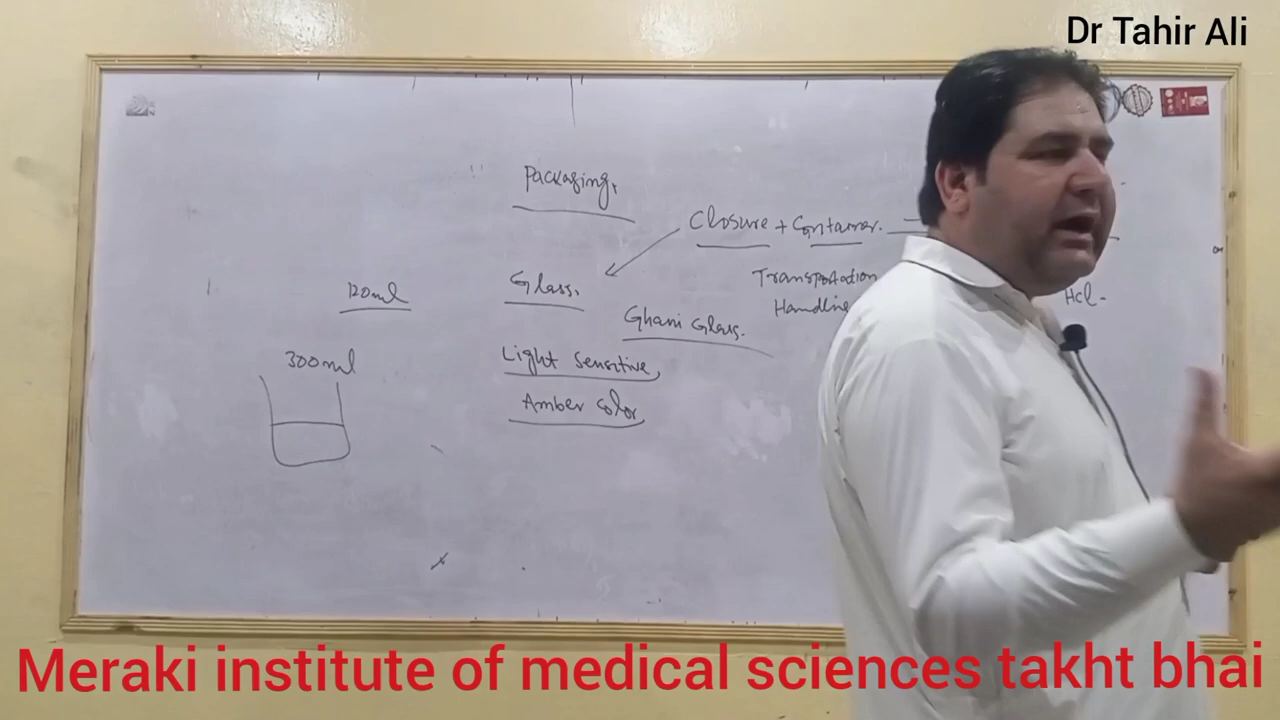 Dr Tahir Ali
Packaging,
Closure + Container.
Transportation
Handling
Hcl-
Glass,
120ml
Ghani Glass.
Light Sensitive,
300ml
Amber Color,
Meraki institute of medical sciences takht bhai